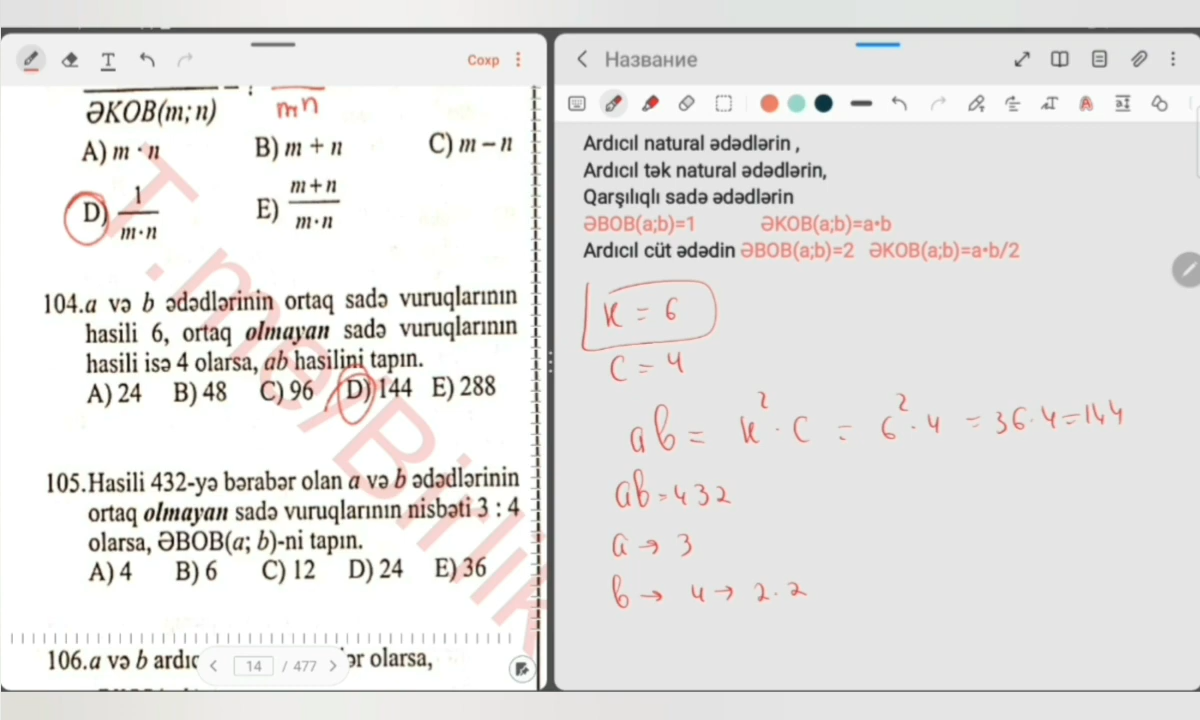 Сохр
ƏKOB(m; n)
:
m·n
A) m · n B) m + n C) m − n
D) 1/(m·n) E) (m+n)/(m·n)
104.a və b ədədlərinin ortaq sadə vuruqlarının
hasili 6, ortaq olmayan sadə vuruqlarının
hasili isə 4 olarsa, ab hasilini tapın.
A) 24 B) 48 C) 96 D) 144 E) 288
105.Hasili 432-yə bərabər olan a və b ədədlərinin
ortaq olmayan sadə vuruqlarının nisbəti 3 : 4
olarsa, ƏBOB(a; b)-ni tapın.
A) 4 B) 6 C) 12 D) 24 E) 36
106.a və b ardıc
ər olarsa,
14 / 477
T.me/Birlik
Название
Ardıcıl natural ədədlərin ,
Ardıcıl tək natural ədədlərin,
Qarşılıqlı sadə ədədlərin
ƏBOB(a;b)=1 ƏKOB(a;b)=a•b
Ardıcıl cüt ədədin ƏBOB(a;b)=2 ƏKOB(a;b)=a•b/2
K = 6
C = 4
ab = K² · C = 6² · 4 = 36·4=144
ab=432
a → 3
b → 4 → 2·2